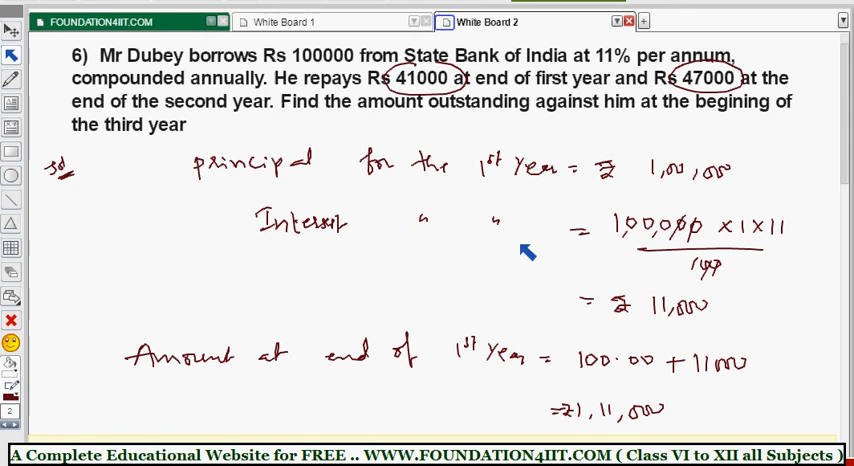 FOUNDATION4IIT.COM White Board 1 White Board 2
6) Mr Dubey borrows Rs 100000 from State Bank of India at 11% per annum,
compounded annually. He repays Rs 41000 at end of first year and Rs 47000 at the
end of the second year. Find the amount outstanding against him at the begining of
the third year
Sol principal for the 1st Year = ₹ 1,00,000
Interest " " = 1,00,000 × 1 × 11
100
= ₹ 11,000
Amount at end of 1st Year = 100.00 + 11000
= ₹1,11,000
2
A Complete Educational Website for FREE .. WWW.FOUNDATION4IIT.COM ( Class VI to XII all Subjects )